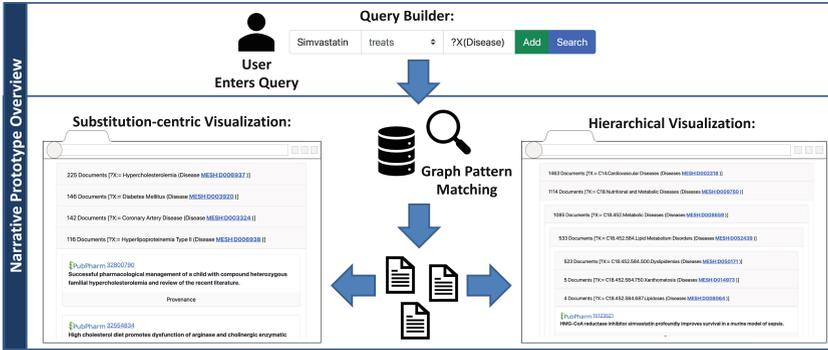 Narrative Prototype Overview
Query Builder:
User
Enters Query
Simvastatin treats ?X(Disease) Add Search
Substitution-centric Visualization:
225 Documents [?X:= Hypercholesterolemia (Disease MESH:D006937 )]
146 Documents [?X:= Diabetes Mellitus (Disease MESH:D003920 )]
142 Documents [?X:= Coronary Artery Disease (Disease MESH:D003324 )]
116 Documents [?X:= Hyperlipoproteinemia Type II (Disease MESH:D006938 )]
PubPharm 32800790
Successful pharmacological management of a child with compound heterozygous
familial hypercholesterolemia and review of the recent literature.
Provenance
PubPharm 32664834
High cholesterol diet promotes dysfunction of arginase and cholinergic enzymatic
Graph Pattern
Matching
Hierarchical Visualization:
1463 Documents [?X:= C14.Cardiovascular Diseases (Diseases MESH:D002318 )]
1114 Documents [?X:= C18.Nutritional and Metabolic Diseases (Diseases MESH:D009750 )]
1085 Documents [?X:= C18.452.Metabolic Diseases (Diseases MESH:D008659 )]
533 Documents [?X:= C18.452.584.Lipid Metabolism Disorders (Diseases MESH:D052439 )]
523 Documents [?X:= C18.452.584.500.Dyslipidemias (Diseases MESH:D050171 )]
5 Documents [?X:= C18.452.584.750.Xanthomatosis (Diseases MESH:D014973 )]
4 Documents [?X:= C18.452.584.687.Lipidoses (Diseases MESH:D008064 )]
PubPharm
HMG-CoA reductase inhibitor simvastatin profoundly improves survival in a murine model of sepsis.